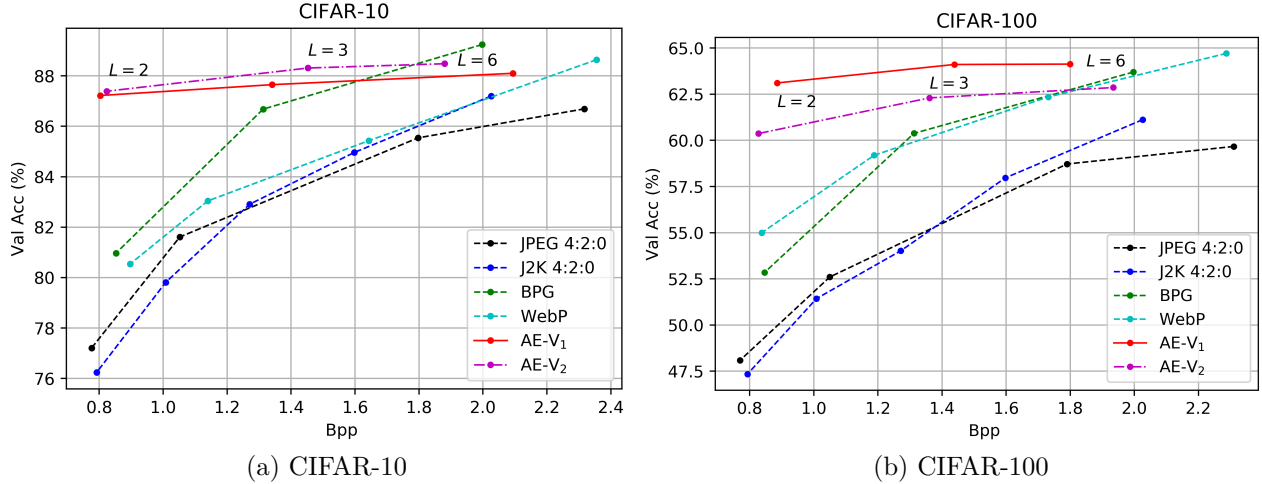 CIFAR-10
Val Acc (%)
88
86
84
82
80
78
76
L = 2
L = 3
L = 6
JPEG 4:2:0
J2K 4:2:0
BPG
WebP
AE-V₁
AE-V₂
0.8 1.0 1.2 1.4 1.6 1.8 2.0 2.2 2.4
Bpp
(a) CIFAR-10
CIFAR-100
Val Acc (%)
65.0
62.5
60.0
57.5
55.0
52.5
50.0
47.5
L = 6
L = 3
L = 2
JPEG 4:2:0
J2K 4:2:0
BPG
WebP
AE-V₁
AE-V₂
0.8 1.0 1.2 1.4 1.6 1.8 2.0 2.2
Bpp
(b) CIFAR-100